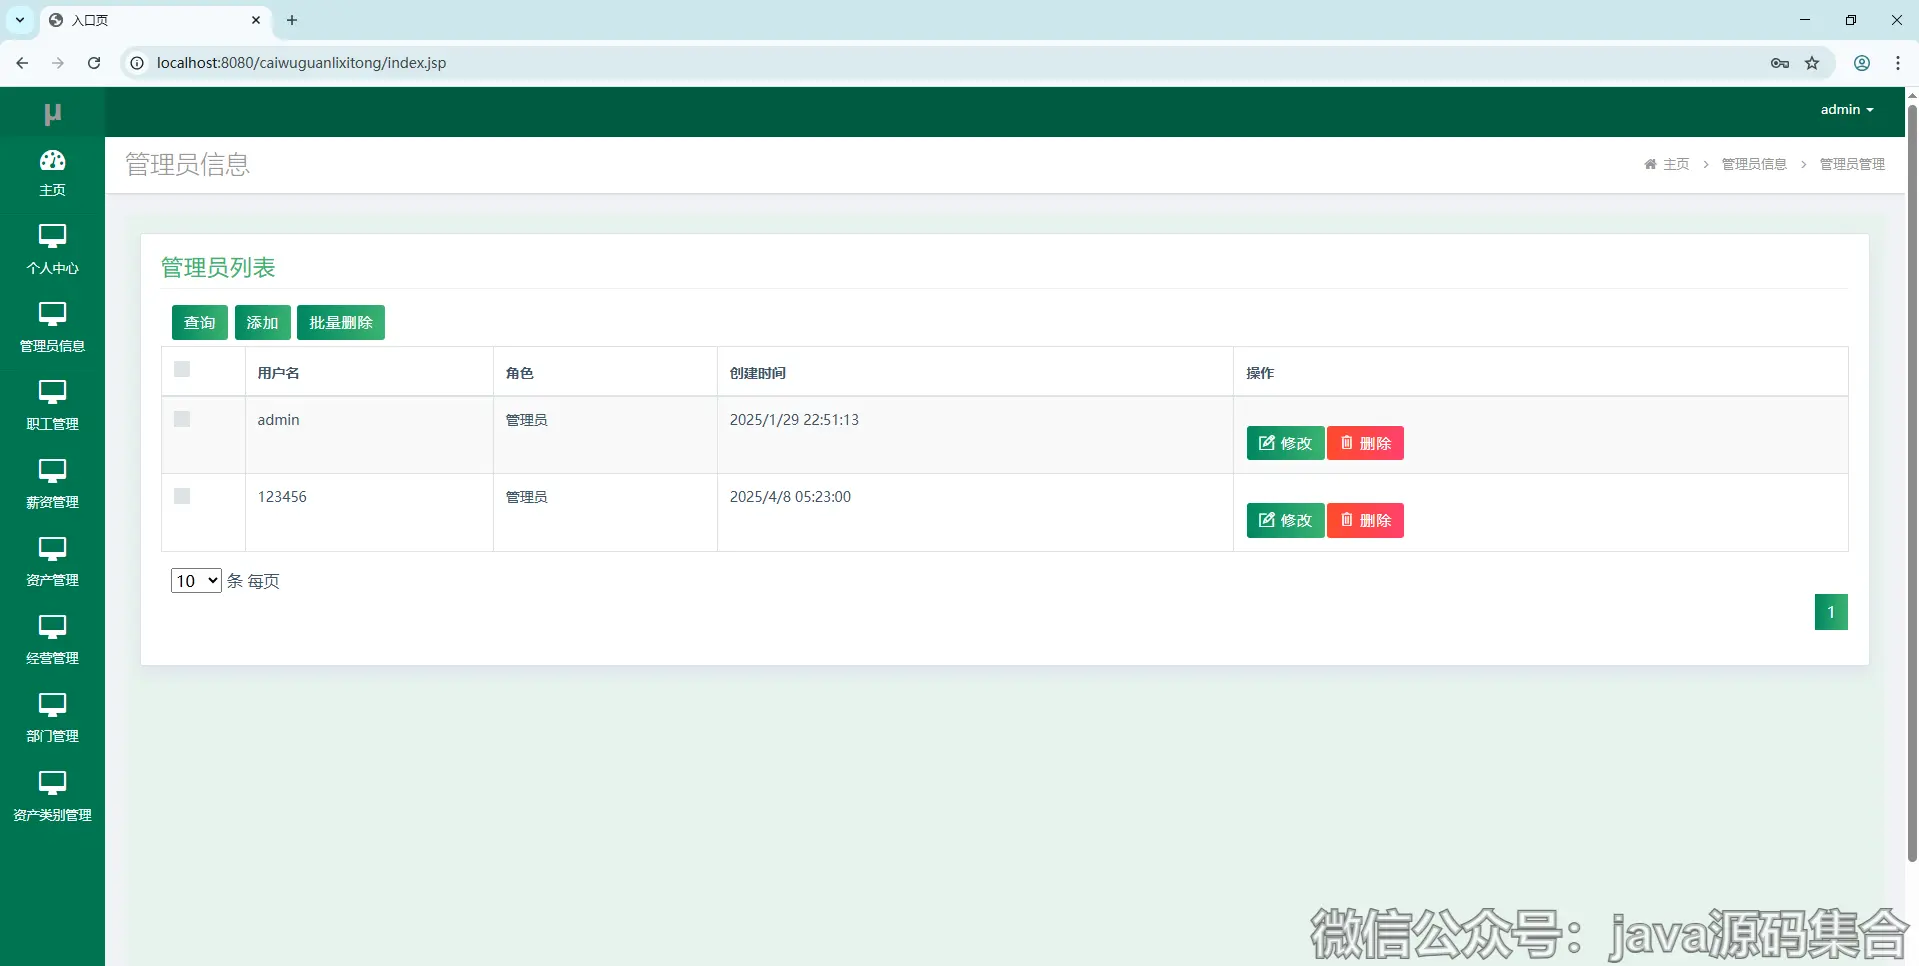 入口页
localhost:8080/caiwuguanlixitong/index.jsp
μ
admin
主页
个人中心
管理员信息
职工管理
薪资管理
资产管理
经营管理
部门管理
资产类别管理
管理员信息
主页 > 管理员信息 > 管理员管理
管理员列表
查询 添加 批量删除
用户名 角色 创建时间 操作
admin 管理员 2025/1/29 22:51:13
修改 删除
123456 管理员 2025/4/8 05:23:00
修改 删除
10 条 每页
1
微信公众号：java源码集合